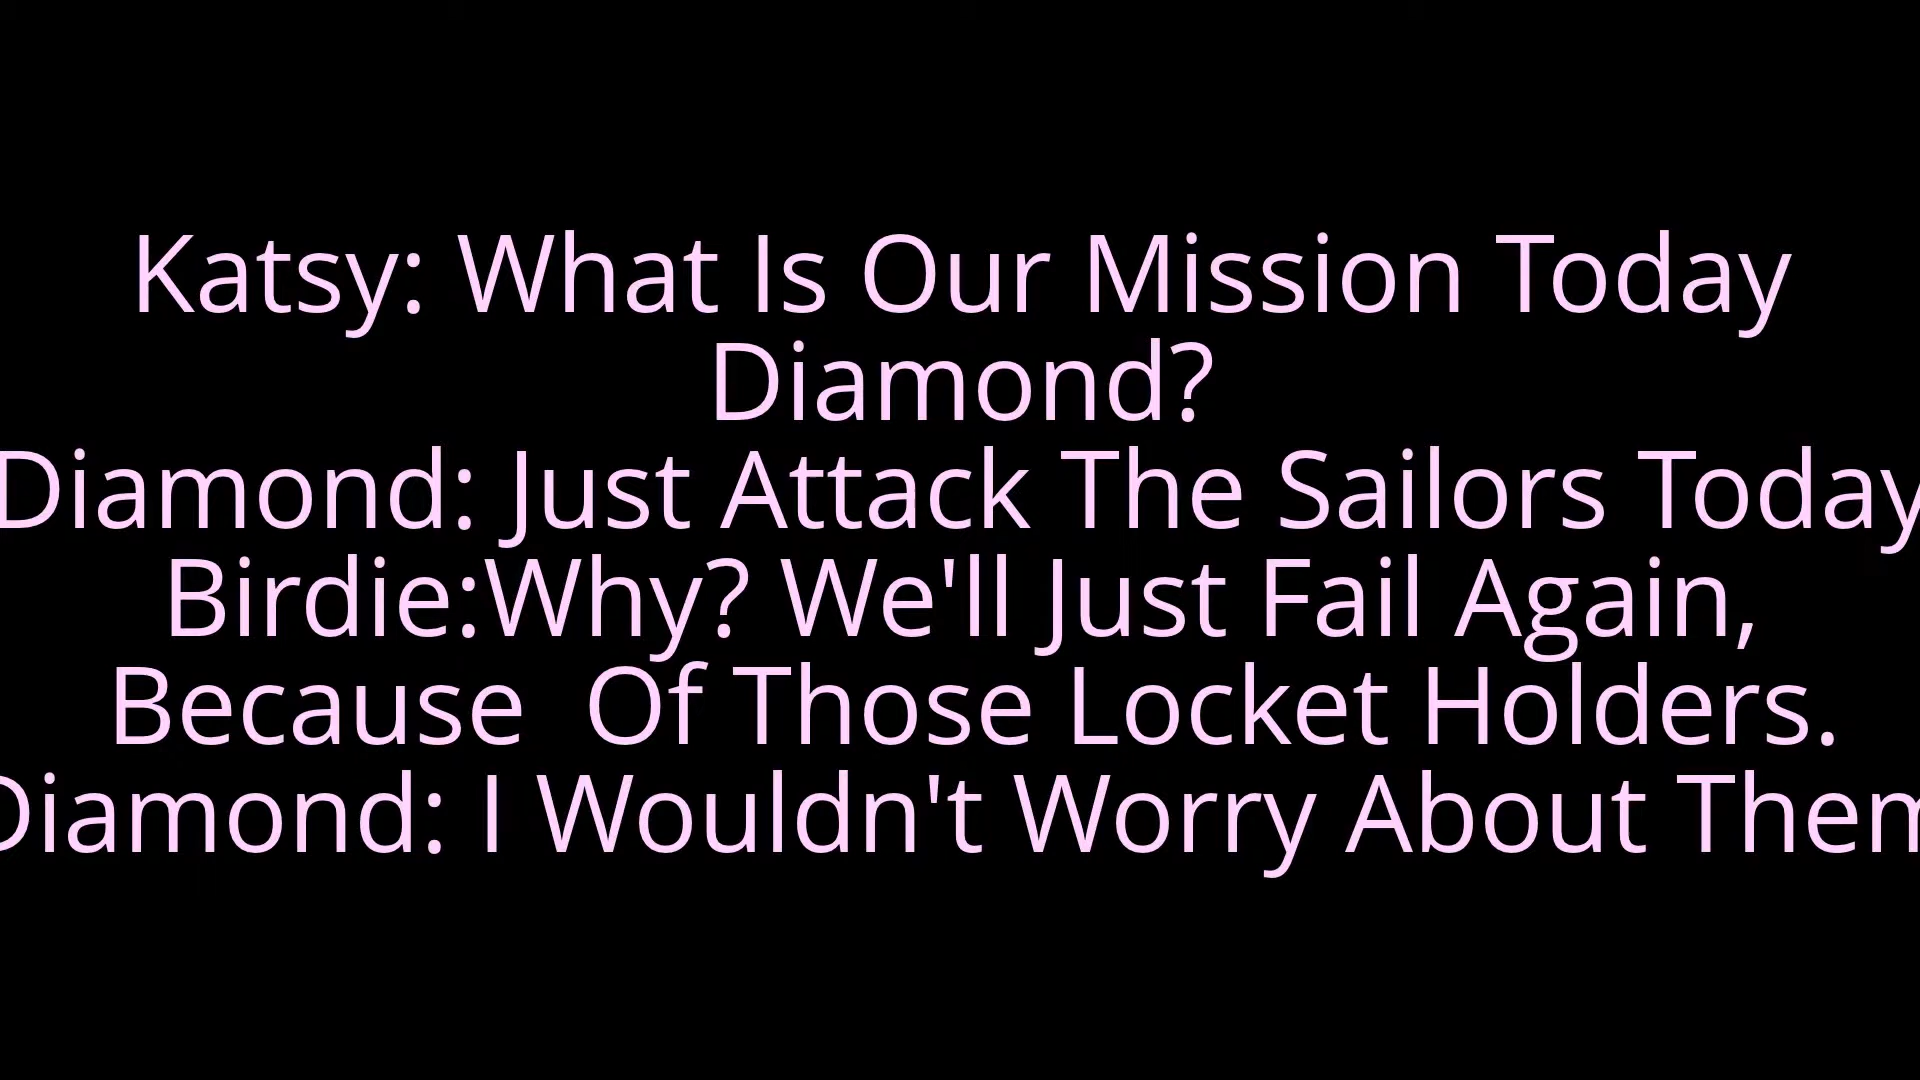 Katsy: What Is Our Mission Today
Diamond?
Diamond: Just Attack The Sailors Today
Birdie:Why? We'll Just Fail Again,
Because  Of Those Locket Holders.
Diamond: I Wouldn't Worry About Them